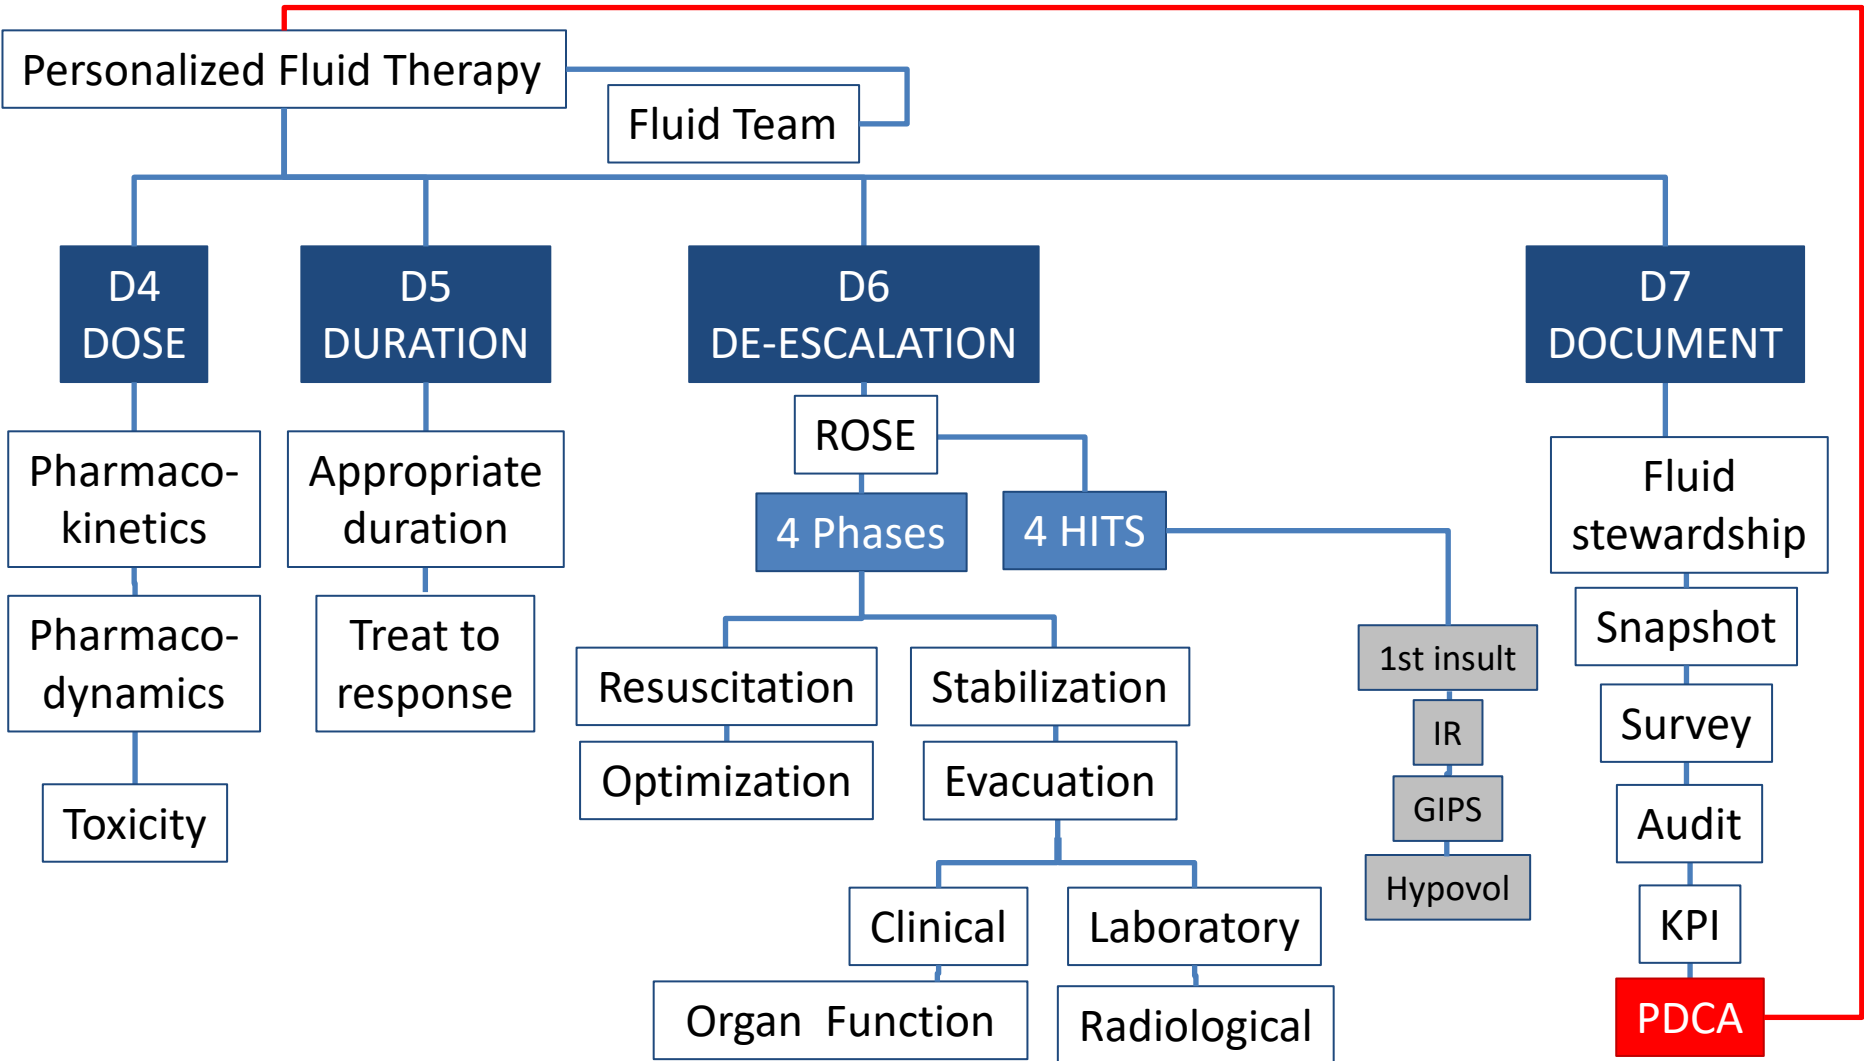 Personalized Fluid Therapy
Fluid Team
D4
DOSE
D5
DURATION
D6
DE-ESCALATION
D7
DOCUMENT
Pharmaco-
kinetics
Pharmaco-
dynamics
Toxicity
Appropriate
duration
Treat to
response
ROSE
4 Phases
4 HITS
Resuscitation
Optimization
Stabilization
Evacuation
Clinical
Organ Function
Laboratory
Radiological
1st insult
IR
GIPS
Hypovol
Fluid
stewardship
Snapshot
Survey
Audit
KPI
PDCA